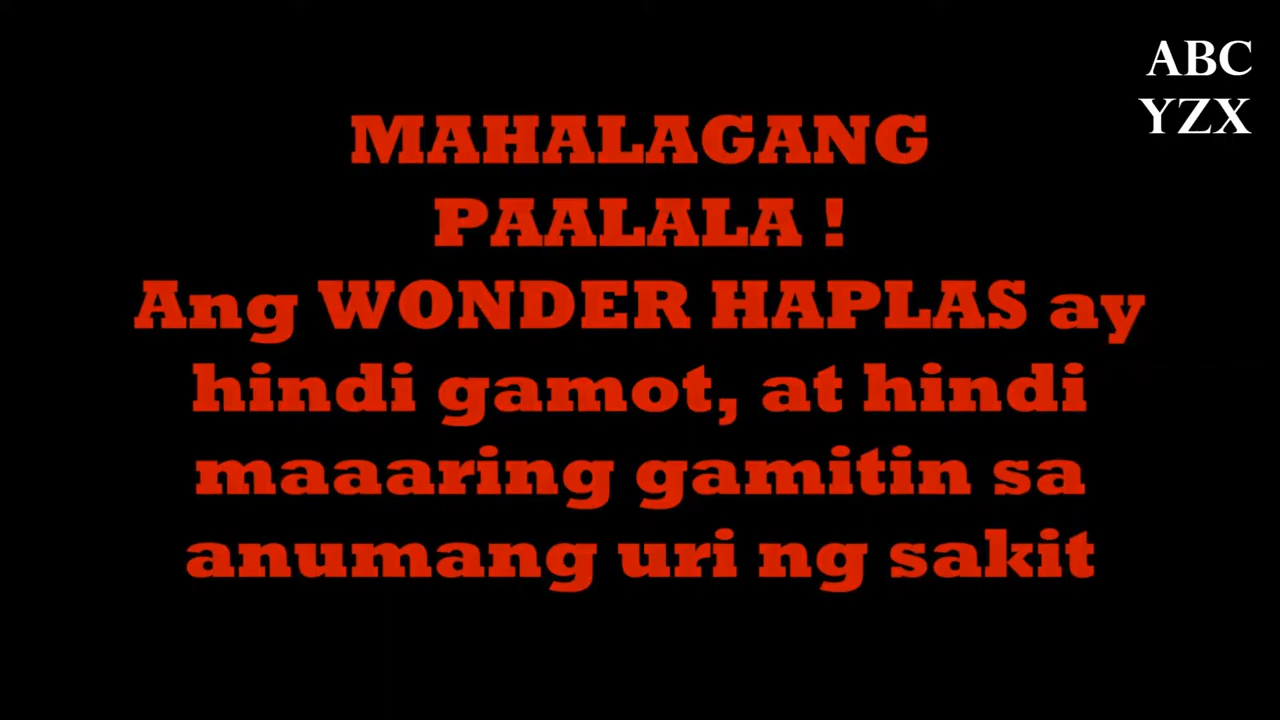 ABC
YZX
MAHALAGANG
PAALALA !
Ang WONDER HAPLAS ay
hindi gamot, at hindi
maaaring gamitin sa
anumang uri ng sakit